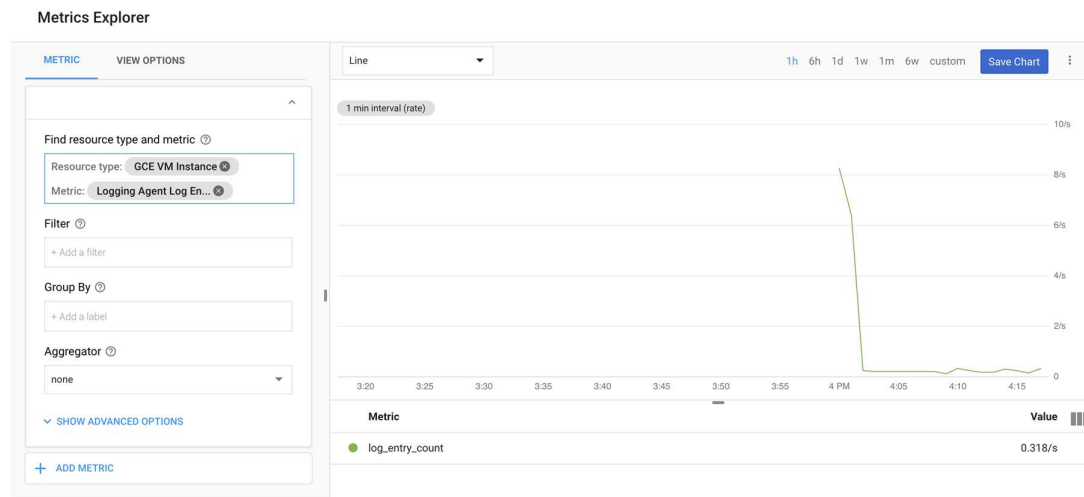 Metrics Explorer
METRIC VIEW OPTIONS
Find resource type and metric
Resource type: GCE VM Instance
Metric: Logging Agent Log En...
Filter
+ Add a filter
Group By
+ Add a label
Aggregator
none
SHOW ADVANCED OPTIONS
+ ADD METRIC
Line
1h 6h 1d 1w 1m 6w custom Save Chart
1 min interval (rate)
10/s
8/s
6/s
4/s
2/s
0
3:20 3:25 3:30 3:35 3:40 3:45 3:50 3:55 4 PM 4:05 4:10 4:15
Metric Value
log_entry_count 0.318/s